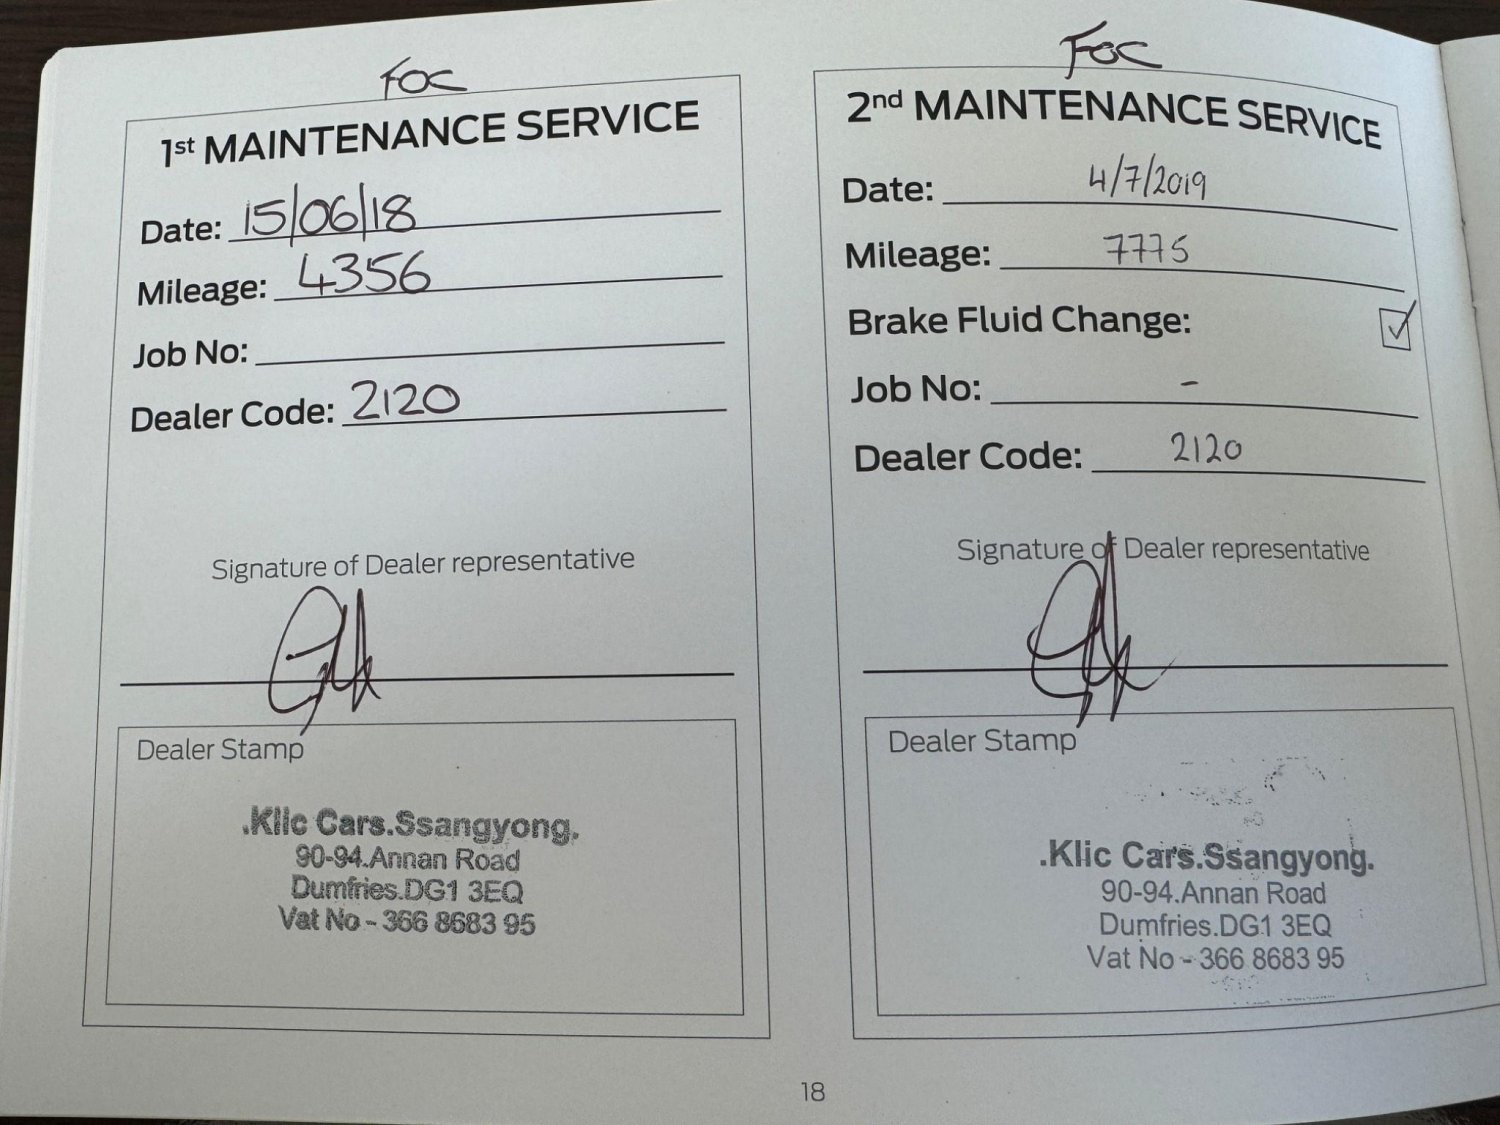 FOC
1st MAINTENANCE SERVICE
Date: 15/06/18
Mileage: 4356
Job No:
Dealer Code: 2120
Signature of Dealer representative
Dealer Stamp
.Klic Cars.Ssangyong.
90-94.Annan Road
Dumfries.DG1 3EQ
Vat No - 366 8683 95
FOC
2nd MAINTENANCE SERVICE
Date: 4/7/2019
Mileage: 7775
Brake Fluid Change: ✓
Job No: -
Dealer Code: 2120
Signature of Dealer representative
Dealer Stamp
.Klic Cars.Ssangyong.
90-94.Annan Road
Dumfries.DG1 3EQ
Vat No - 366 8683 95
18